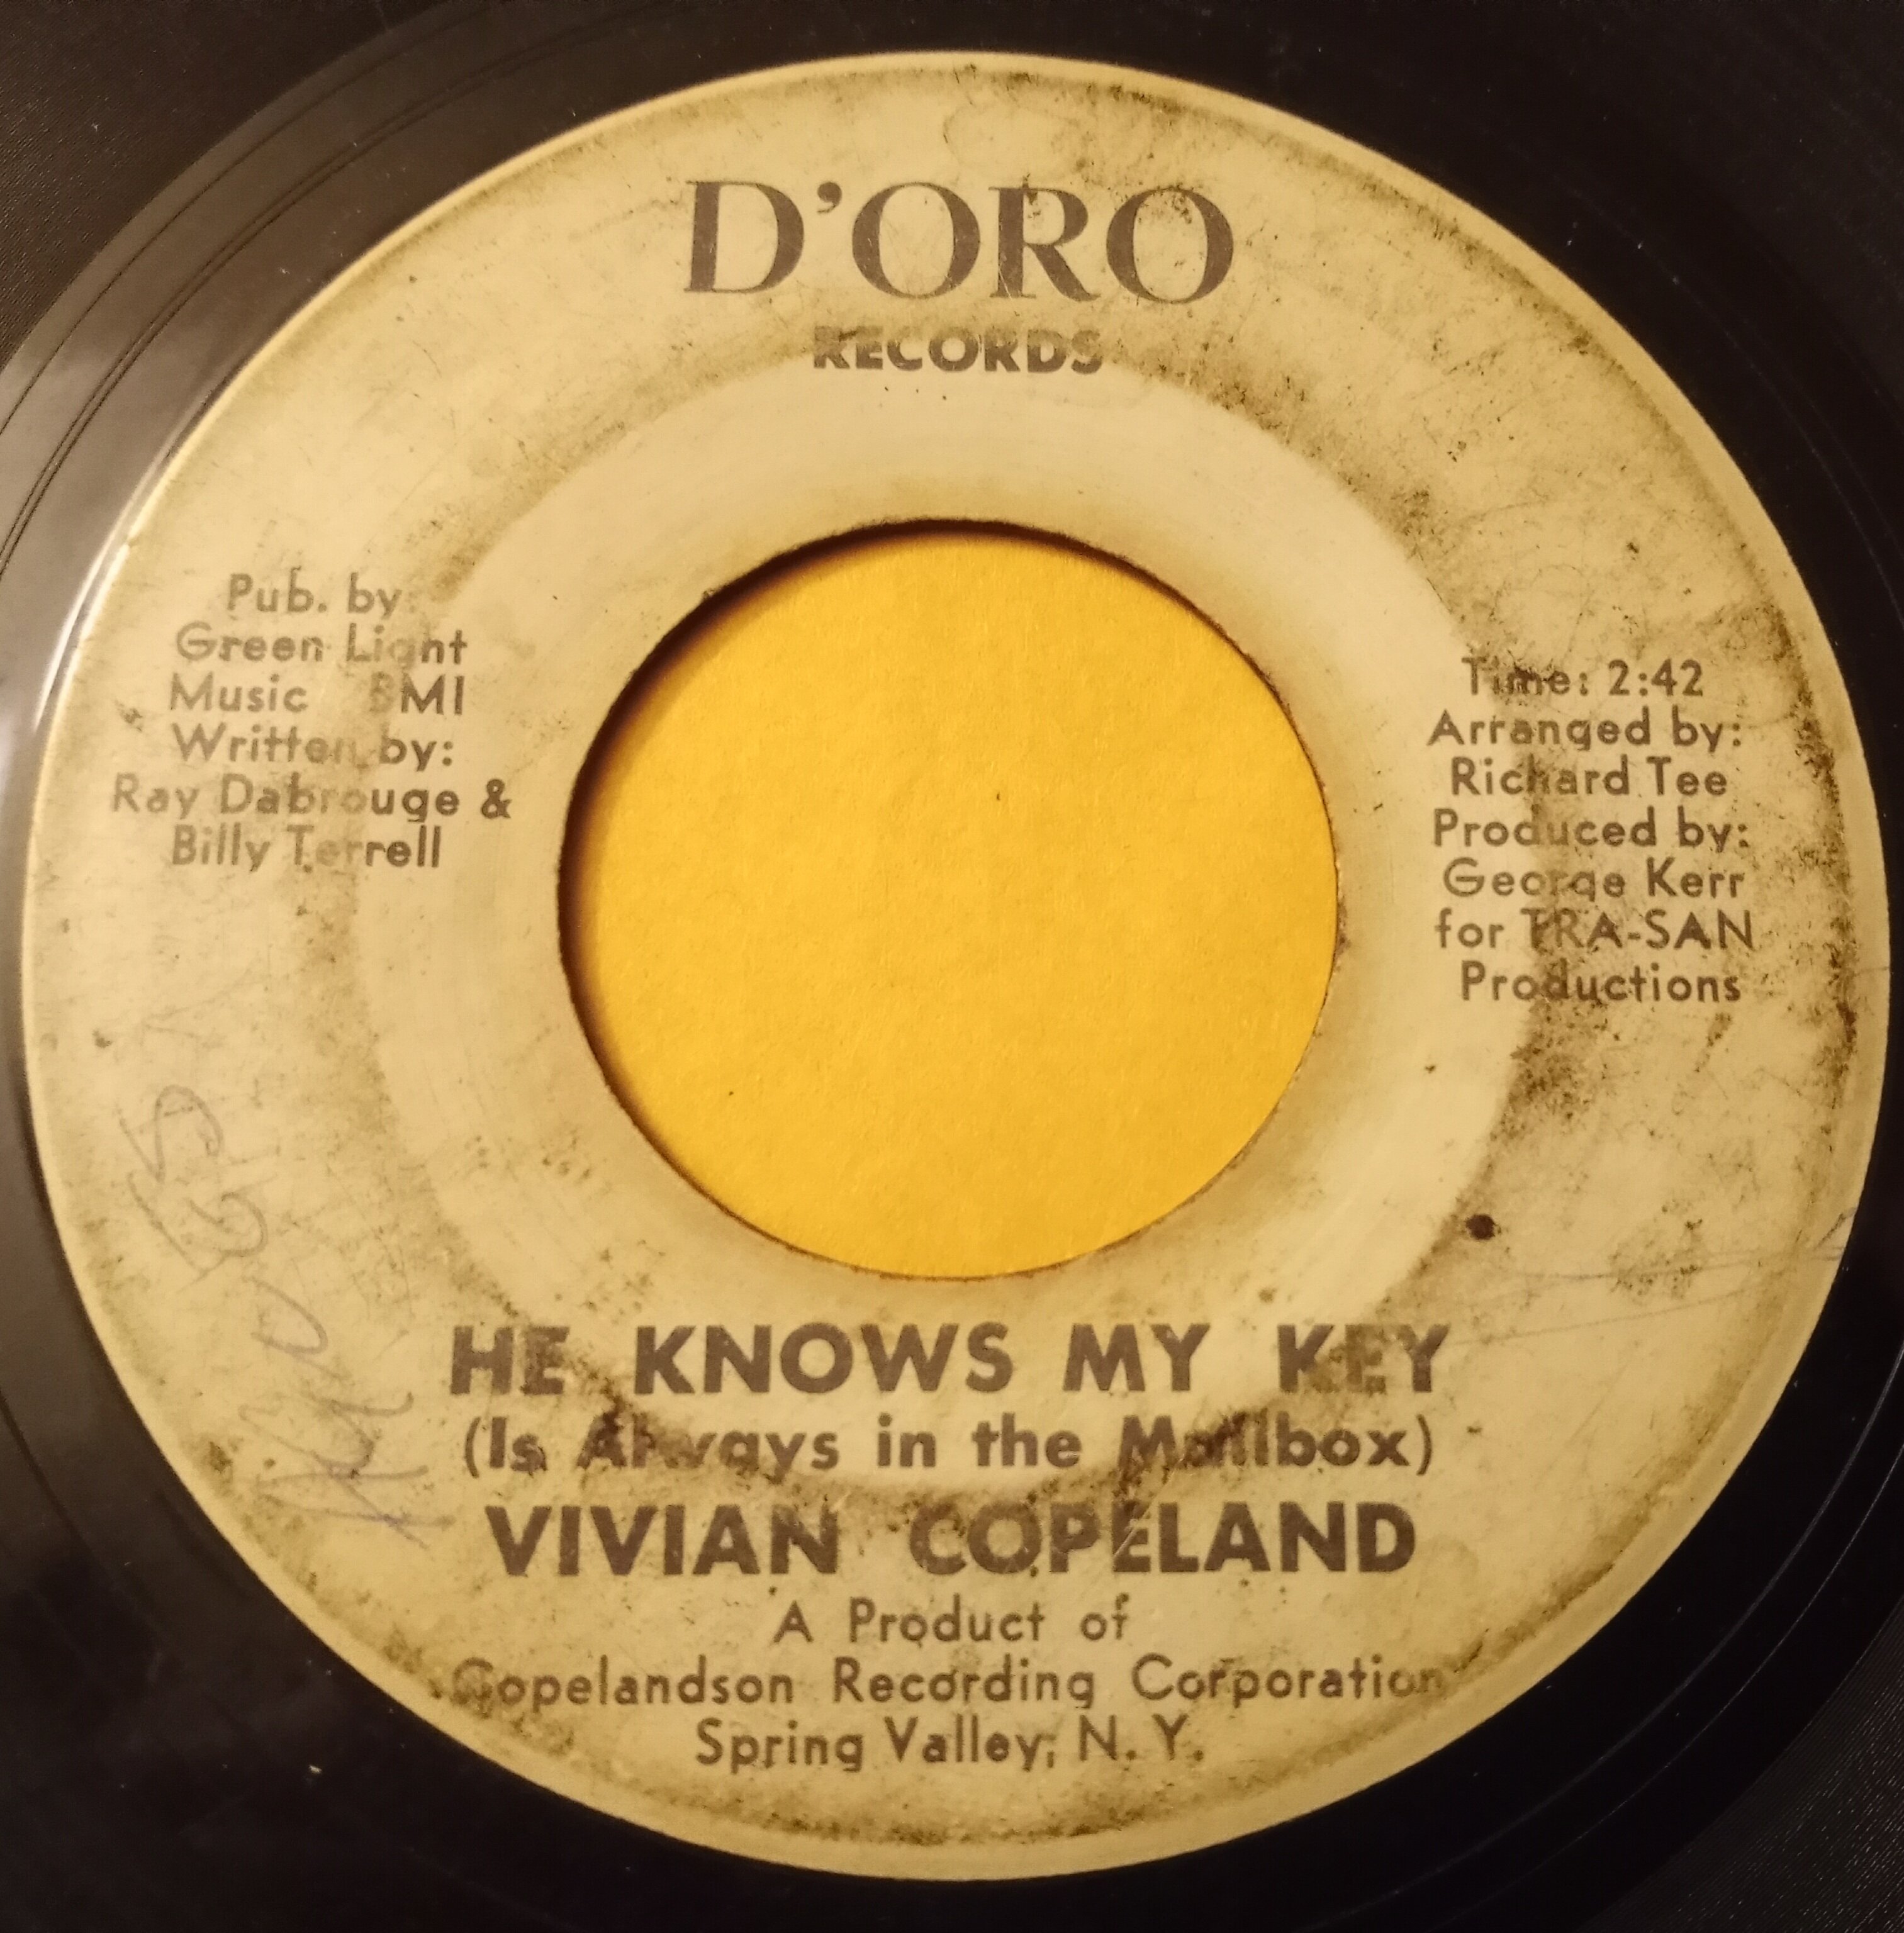 D'ORO
RECORDS
Pub. by
Green Light
Music BMI
Written by:
Ray Dabrouge &
Billy Terrell
Time: 2:42
Arranged by:
Richard Tee
Produced by:
George Kerr
for TRA-SAN
Productions
HE KNOWS MY KEY
(Is Always in the Mailbox)
VIVIAN COPELAND
A Product of
Copelandson Recording Corporation
Spring Valley, N. Y.